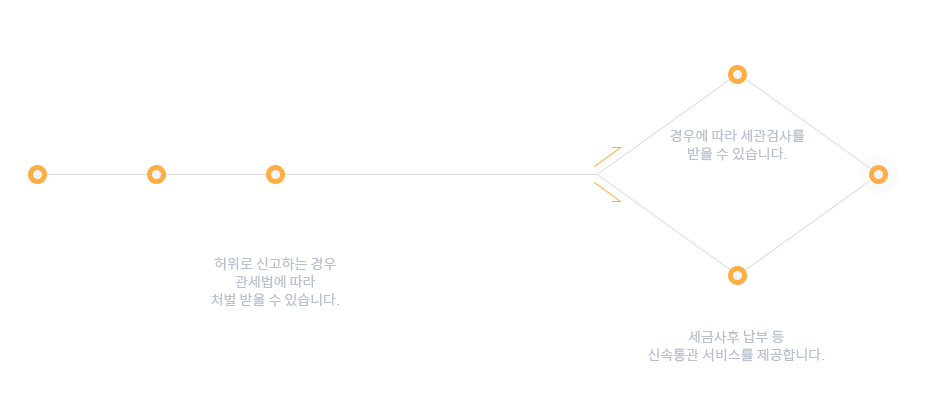 경우에 따라 세관검사를
받을 수 있습니다.
허위로 신고하는 경우
관세법에 따라
처벌 받을 수 있습니다.
세금사후 납부 등
신속통관 서비스를 제공합니다.